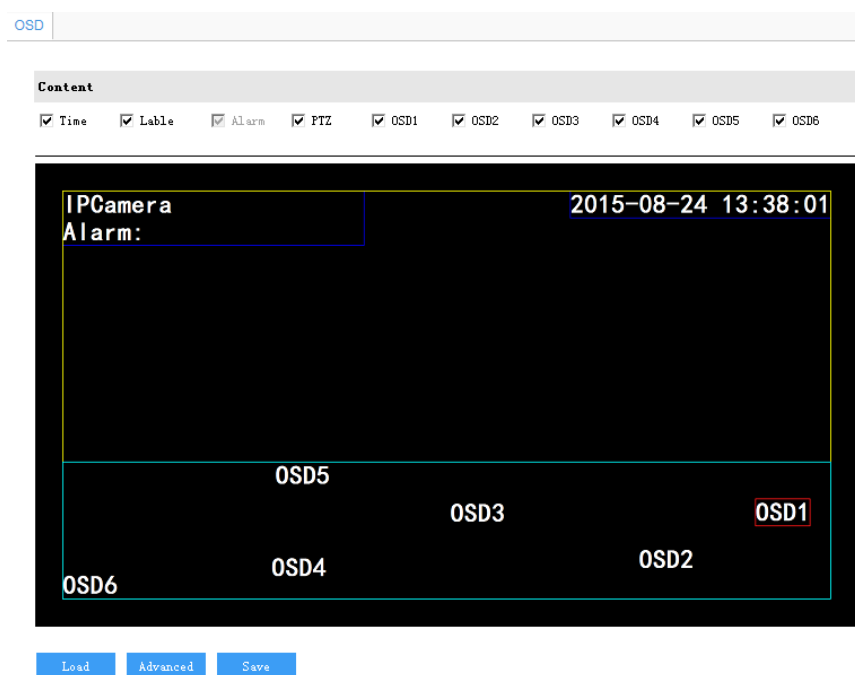 OSD
Content
Time Lable Alarm PTZ OSD1 OSD2 OSD3 OSD4 OSD5 OSD6
IPCamera 2015-08-24 13:38:01
Alarm:
OSD5
OSD3 OSD1
OSD4 OSD2
OSD6
Load Advanced Save